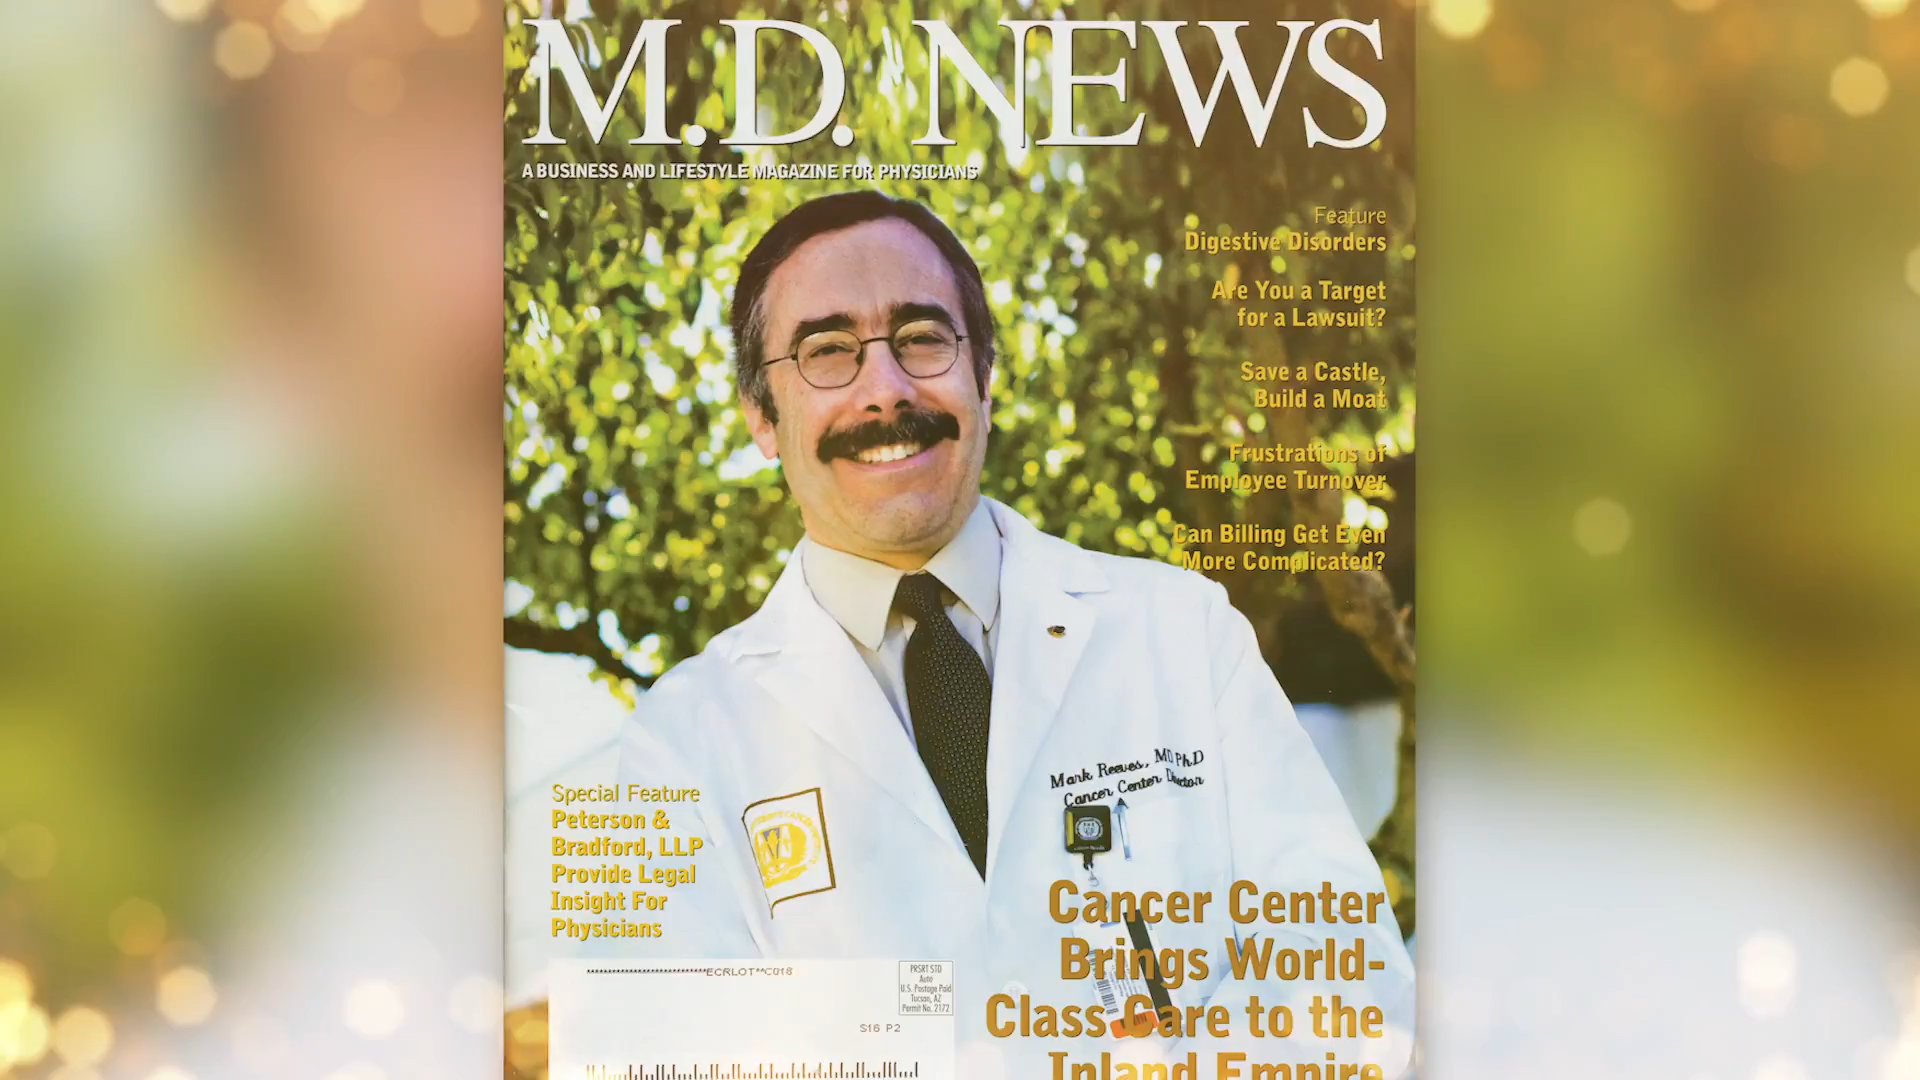 M.D. NEWS
A BUSINESS AND LIFESTYLE MAGAZINE FOR PHYSICIANS
Feature
Digestive Disorders
Are You a Target
for a Lawsuit?
Save a Castle,
Build a Moat
Frustrations of
Employee Turnover
Can Billing Get Even
More Complicated?
Mark Reeves, MD PhD
Cancer Center Director
Special Feature
Peterson &
Bradford, LLP
Provide Legal
Insight For
Physicians
Cancer Center
Brings World-
Class Care to the
Inland Empire
****************************ECRLOT**C018
PRSRT STD
Auto
U.S. Postage Paid
Tucson, AZ
Permit No. 2172
S16 P2